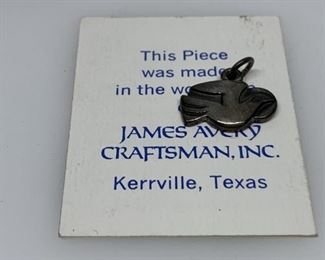 This Piece
was made
in the
JAMES AVERY
CRAFTSMAN, INC.
Kerrville, Texas